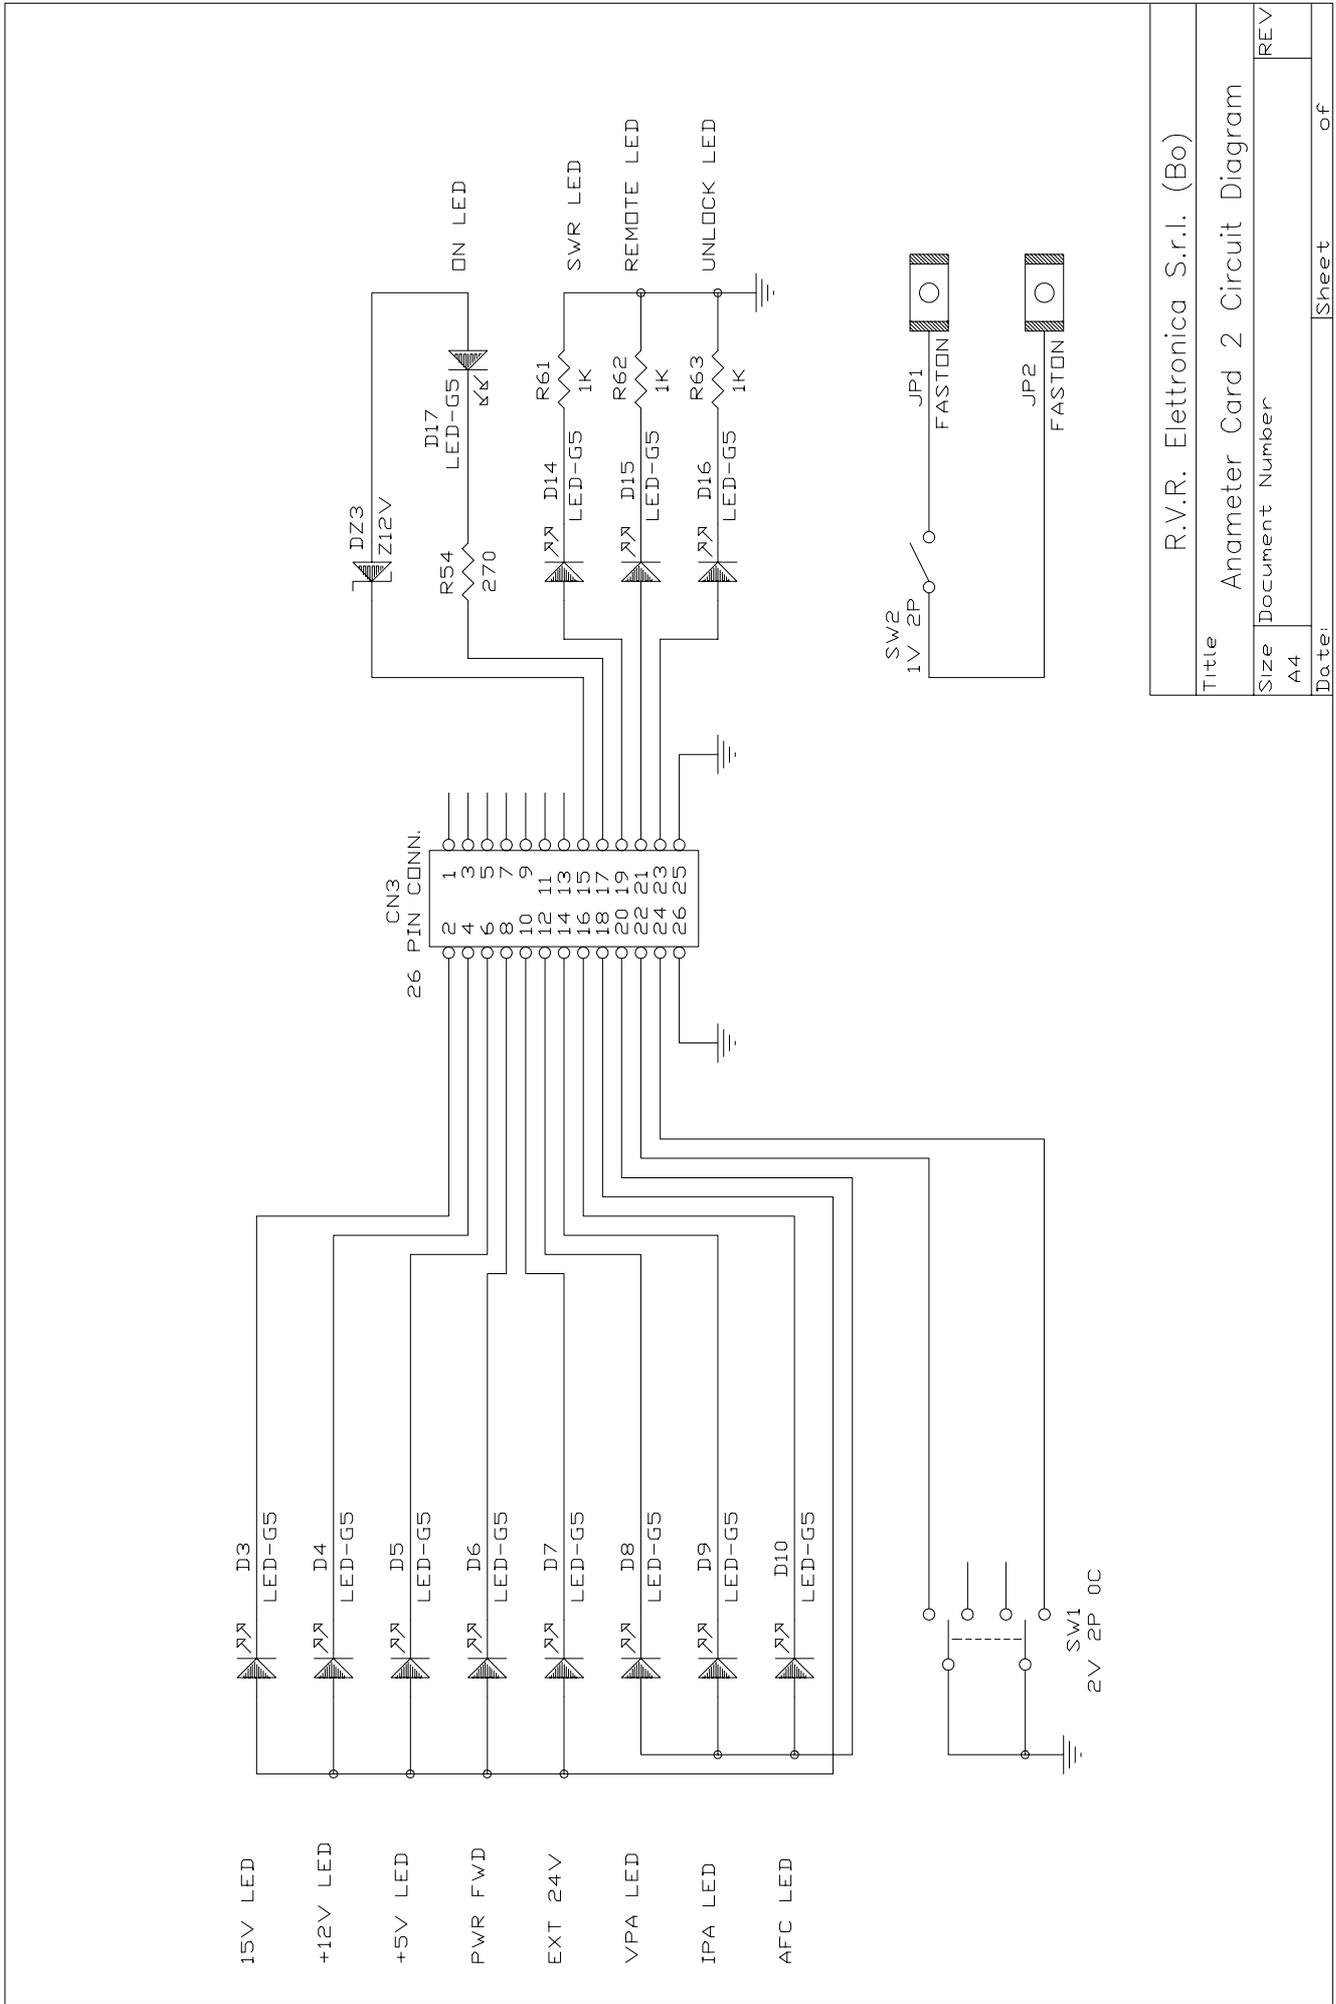 15V LED
+12V LED
+5V LED
PWR FWD
EXT 24V
VPA LED
IPA LED
AFC LED
D3
LED-G5
D4
LED-G5
D5
LED-G5
D6
LED-G5
D7
LED-G5
D8
LED-G5
D9
LED-G5
D10
LED-G5
SW1
2V 2P 0C
CN3
26 PIN CONN.
2 1
4 3
6 5
8 7
10 9
12 11
14 13
16 15
18 17
20 19
22 21
24 23
26 25
DZ3
Z12V
R54
270
D17
LED-G5
ON LED
D14
LED-G5
R61
1K
SWR LED
D15
LED-G5
R62
1K
REMOTE LED
D16
LED-G5
R63
1K
UNLOCK LED
SW2
1V 2P
JP1
FASTON
JP2
FASTON
R.V.R. Elettronica S.r.l. (Bo)
Title
Anameter Card 2 Circuit Diagram
Size Document Number REV
A4
Date: Sheet of